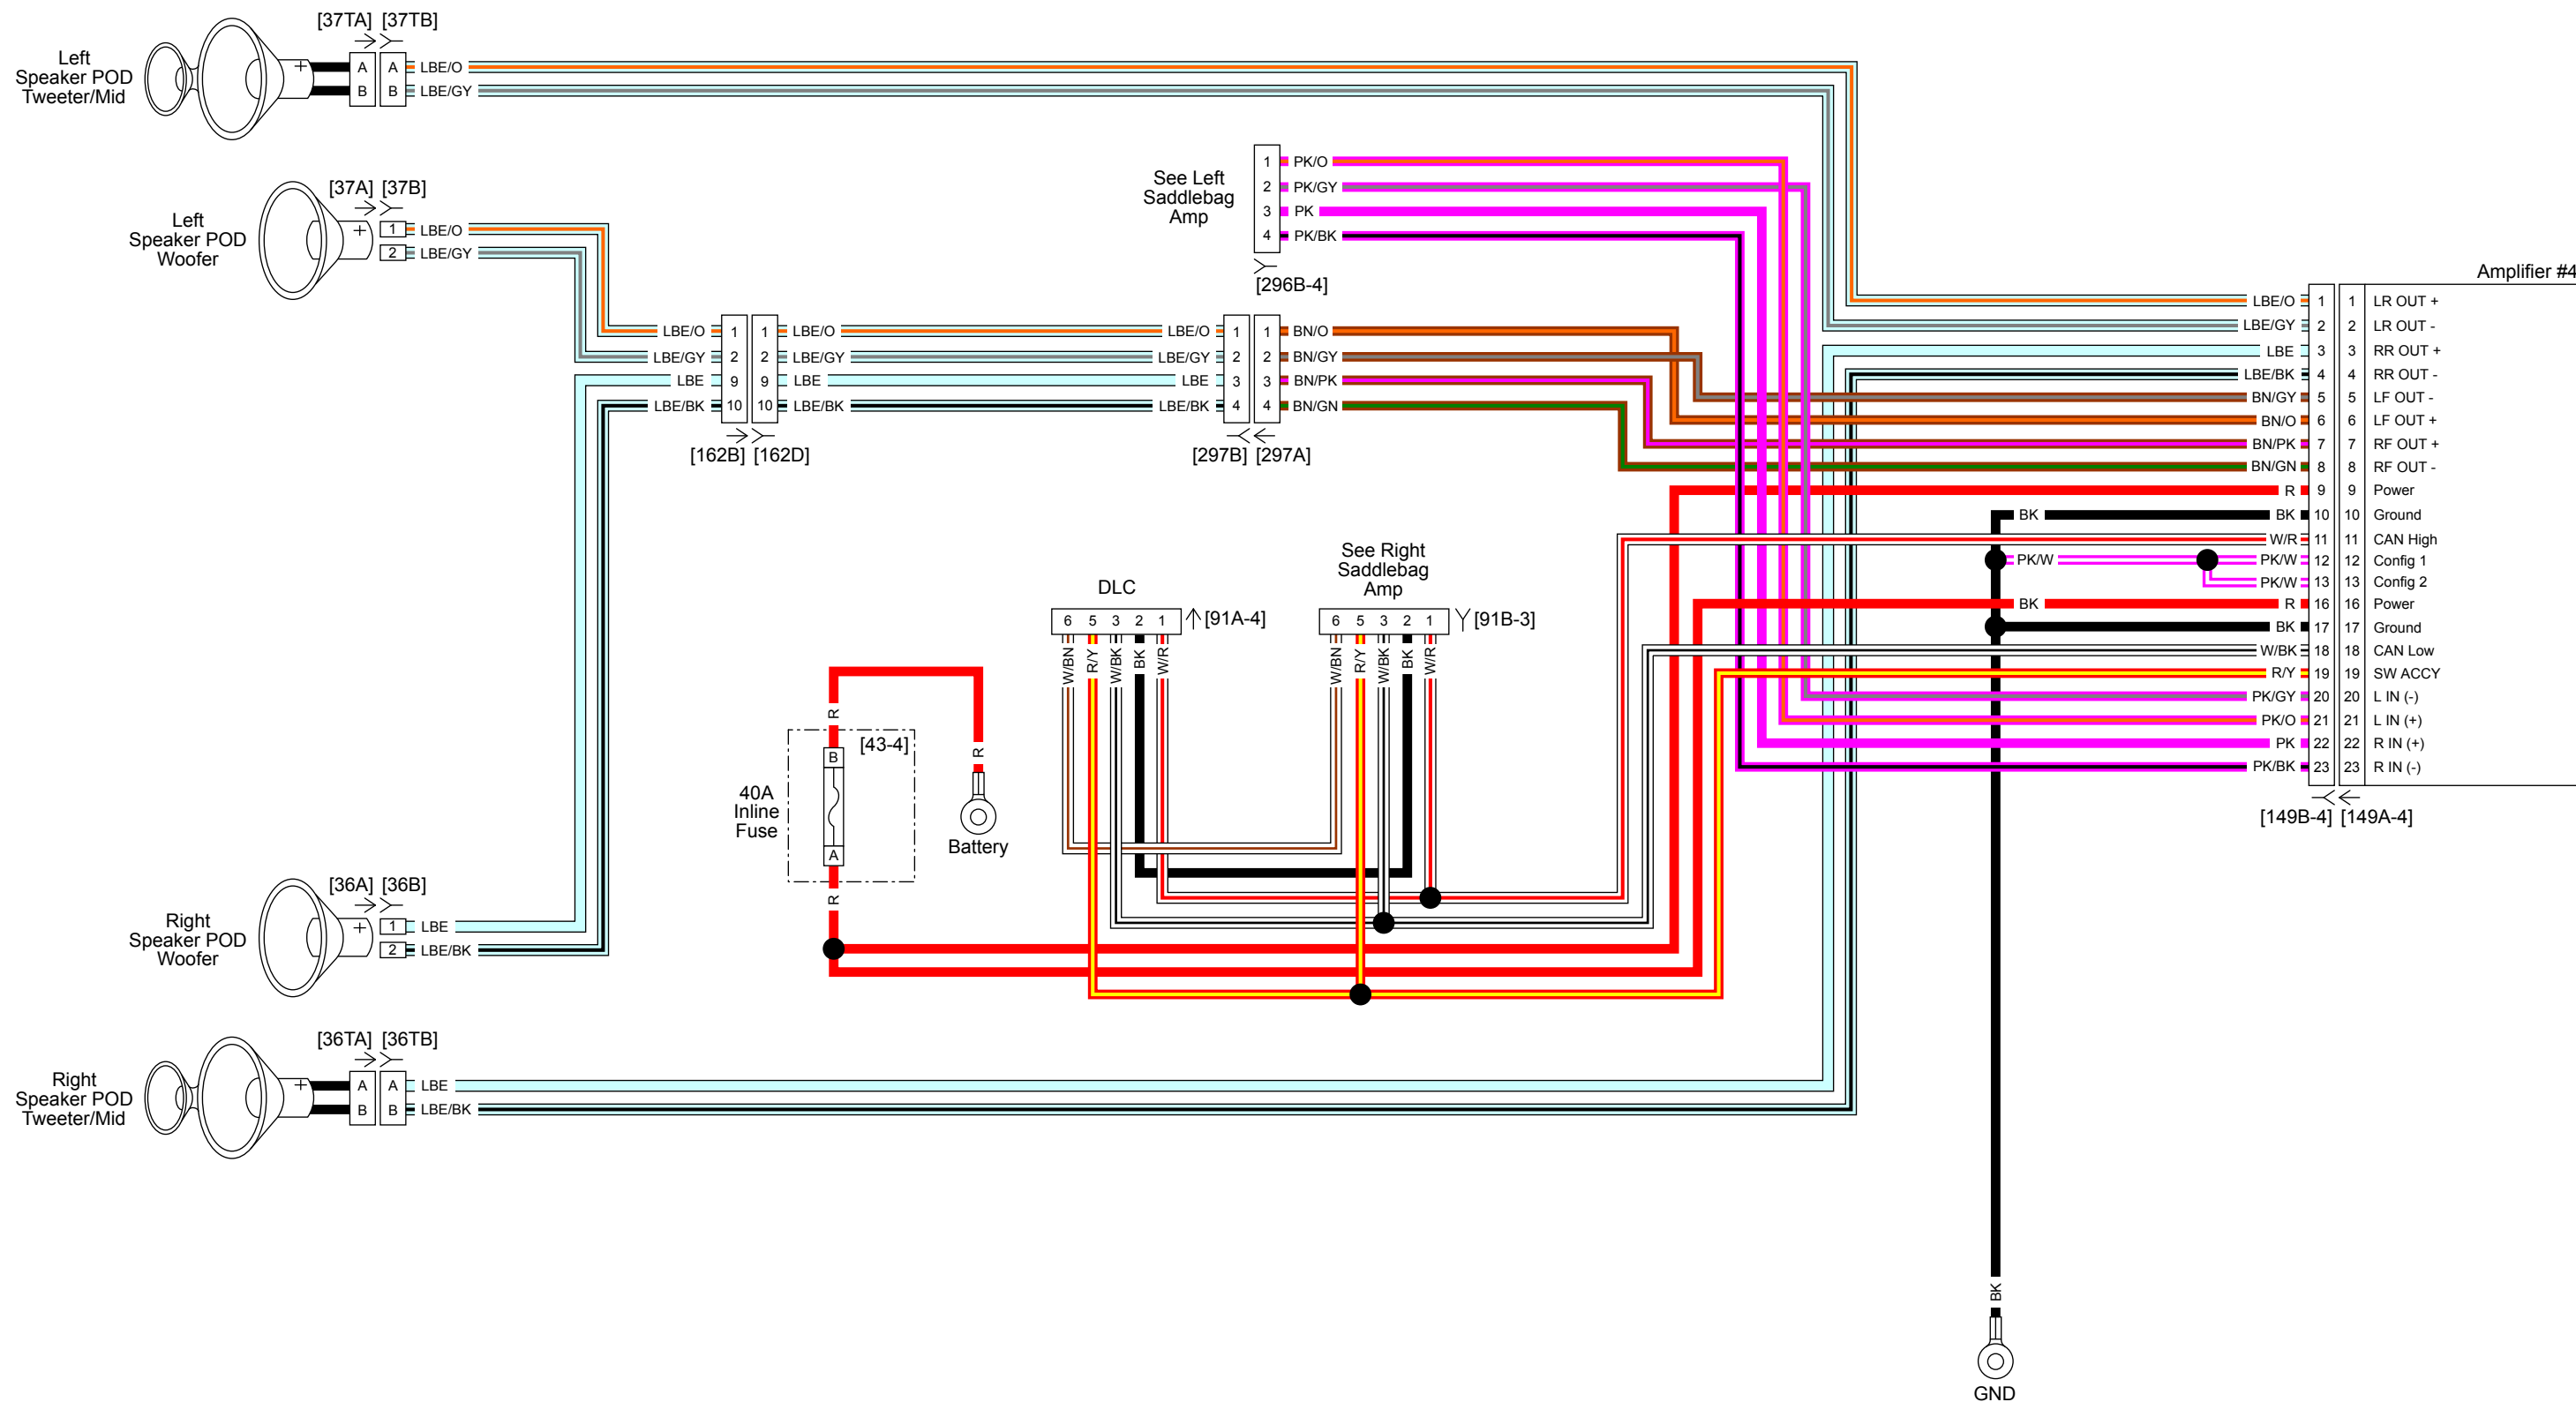 [37TA] [37TB]
Left
Speaker POD
Tweeter/Mid
A A LBE/O
B B LBE/GY
[37A] [37B]
Left
Speaker POD
Woofer
1 LBE/O
2 LBE/GY
See Left
Saddlebag
Amp
1 PK/O
2 PK/GY
3 PK
4 PK/BK
[296B-4]
LBE/O 1 1 LBE/O LBE/O 1 1 BN/O
LBE/GY 2 2 LBE/GY LBE/GY 2 2 BN/GY
LBE 9 9 LBE LBE 3 3 BN/PK
LBE/BK 10 10 LBE/BK LBE/BK 4 4 BN/GN
[162B] [162D] [297B] [297A]
Amplifier #4
LBE/O 1 1 LR OUT +
LBE/GY 2 2 LR OUT -
LBE 3 3 RR OUT +
LBE/BK 4 4 RR OUT -
BN/GY 5 5 LF OUT -
BN/O 6 6 LF OUT +
BN/PK 7 7 RF OUT +
BN/GN 8 8 RF OUT -
R 9 9 Power
BK BK 10 10 Ground
W/R 11 11 CAN High
PK/W PK/W 12 12 Config 1
PK/W 13 13 Config 2
BK R 16 16 Power
BK 17 17 Ground
W/BK 18 18 CAN Low
R/Y 19 19 SW ACCY
PK/GY 20 20 L IN (-)
PK/O 21 21 L IN (+)
PK 22 22 R IN (+)
PK/BK 23 23 R IN (-)
[149B-4] [149A-4]
DLC
6 5 3 2 1 [91A-4]
W/BN R/Y W/BK BK W/R
See Right
Saddlebag
Amp
6 5 3 2 1 [91B-3]
W/BN R/Y W/BK BK W/R
R
R
[43-4]
B
40A
Inline
Fuse
A
R
Battery
[36A] [36B]
Right
Speaker POD
Woofer
1 LBE
2 LBE/BK
[36TA] [36TB]
Right
Speaker POD
Tweeter/Mid
A A LBE
B B LBE/BK
BK
GND